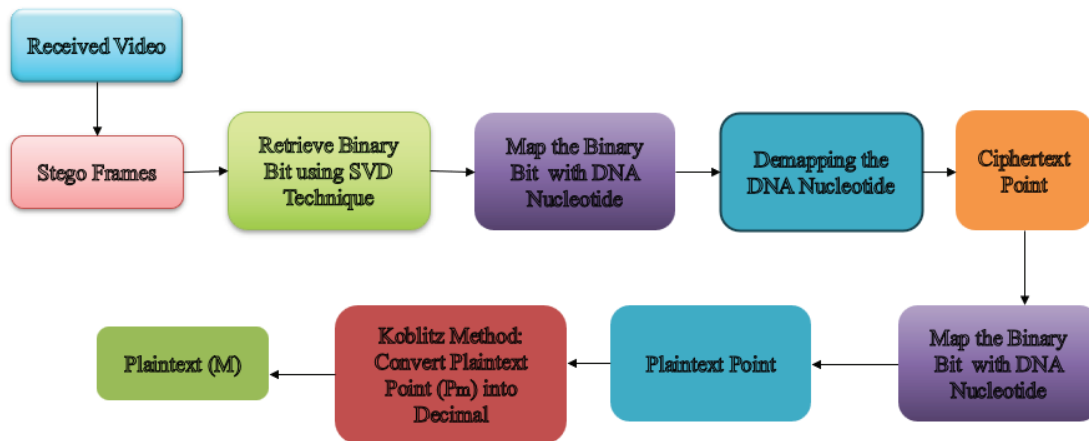 Received Video
Stego Frames
Retrieve Binary
Bit using SVD
Technique
Map the Binary
Bit with DNA
Nucleotide
Demapping the
DNA Nucleotide
Ciphertext
Point
Map the Binary
Bit with DNA
Nucleotide
Plaintext Point
Koblitz Method:
Convert Plaintext
Point (Pm) into
Decimal
Plaintext (M)